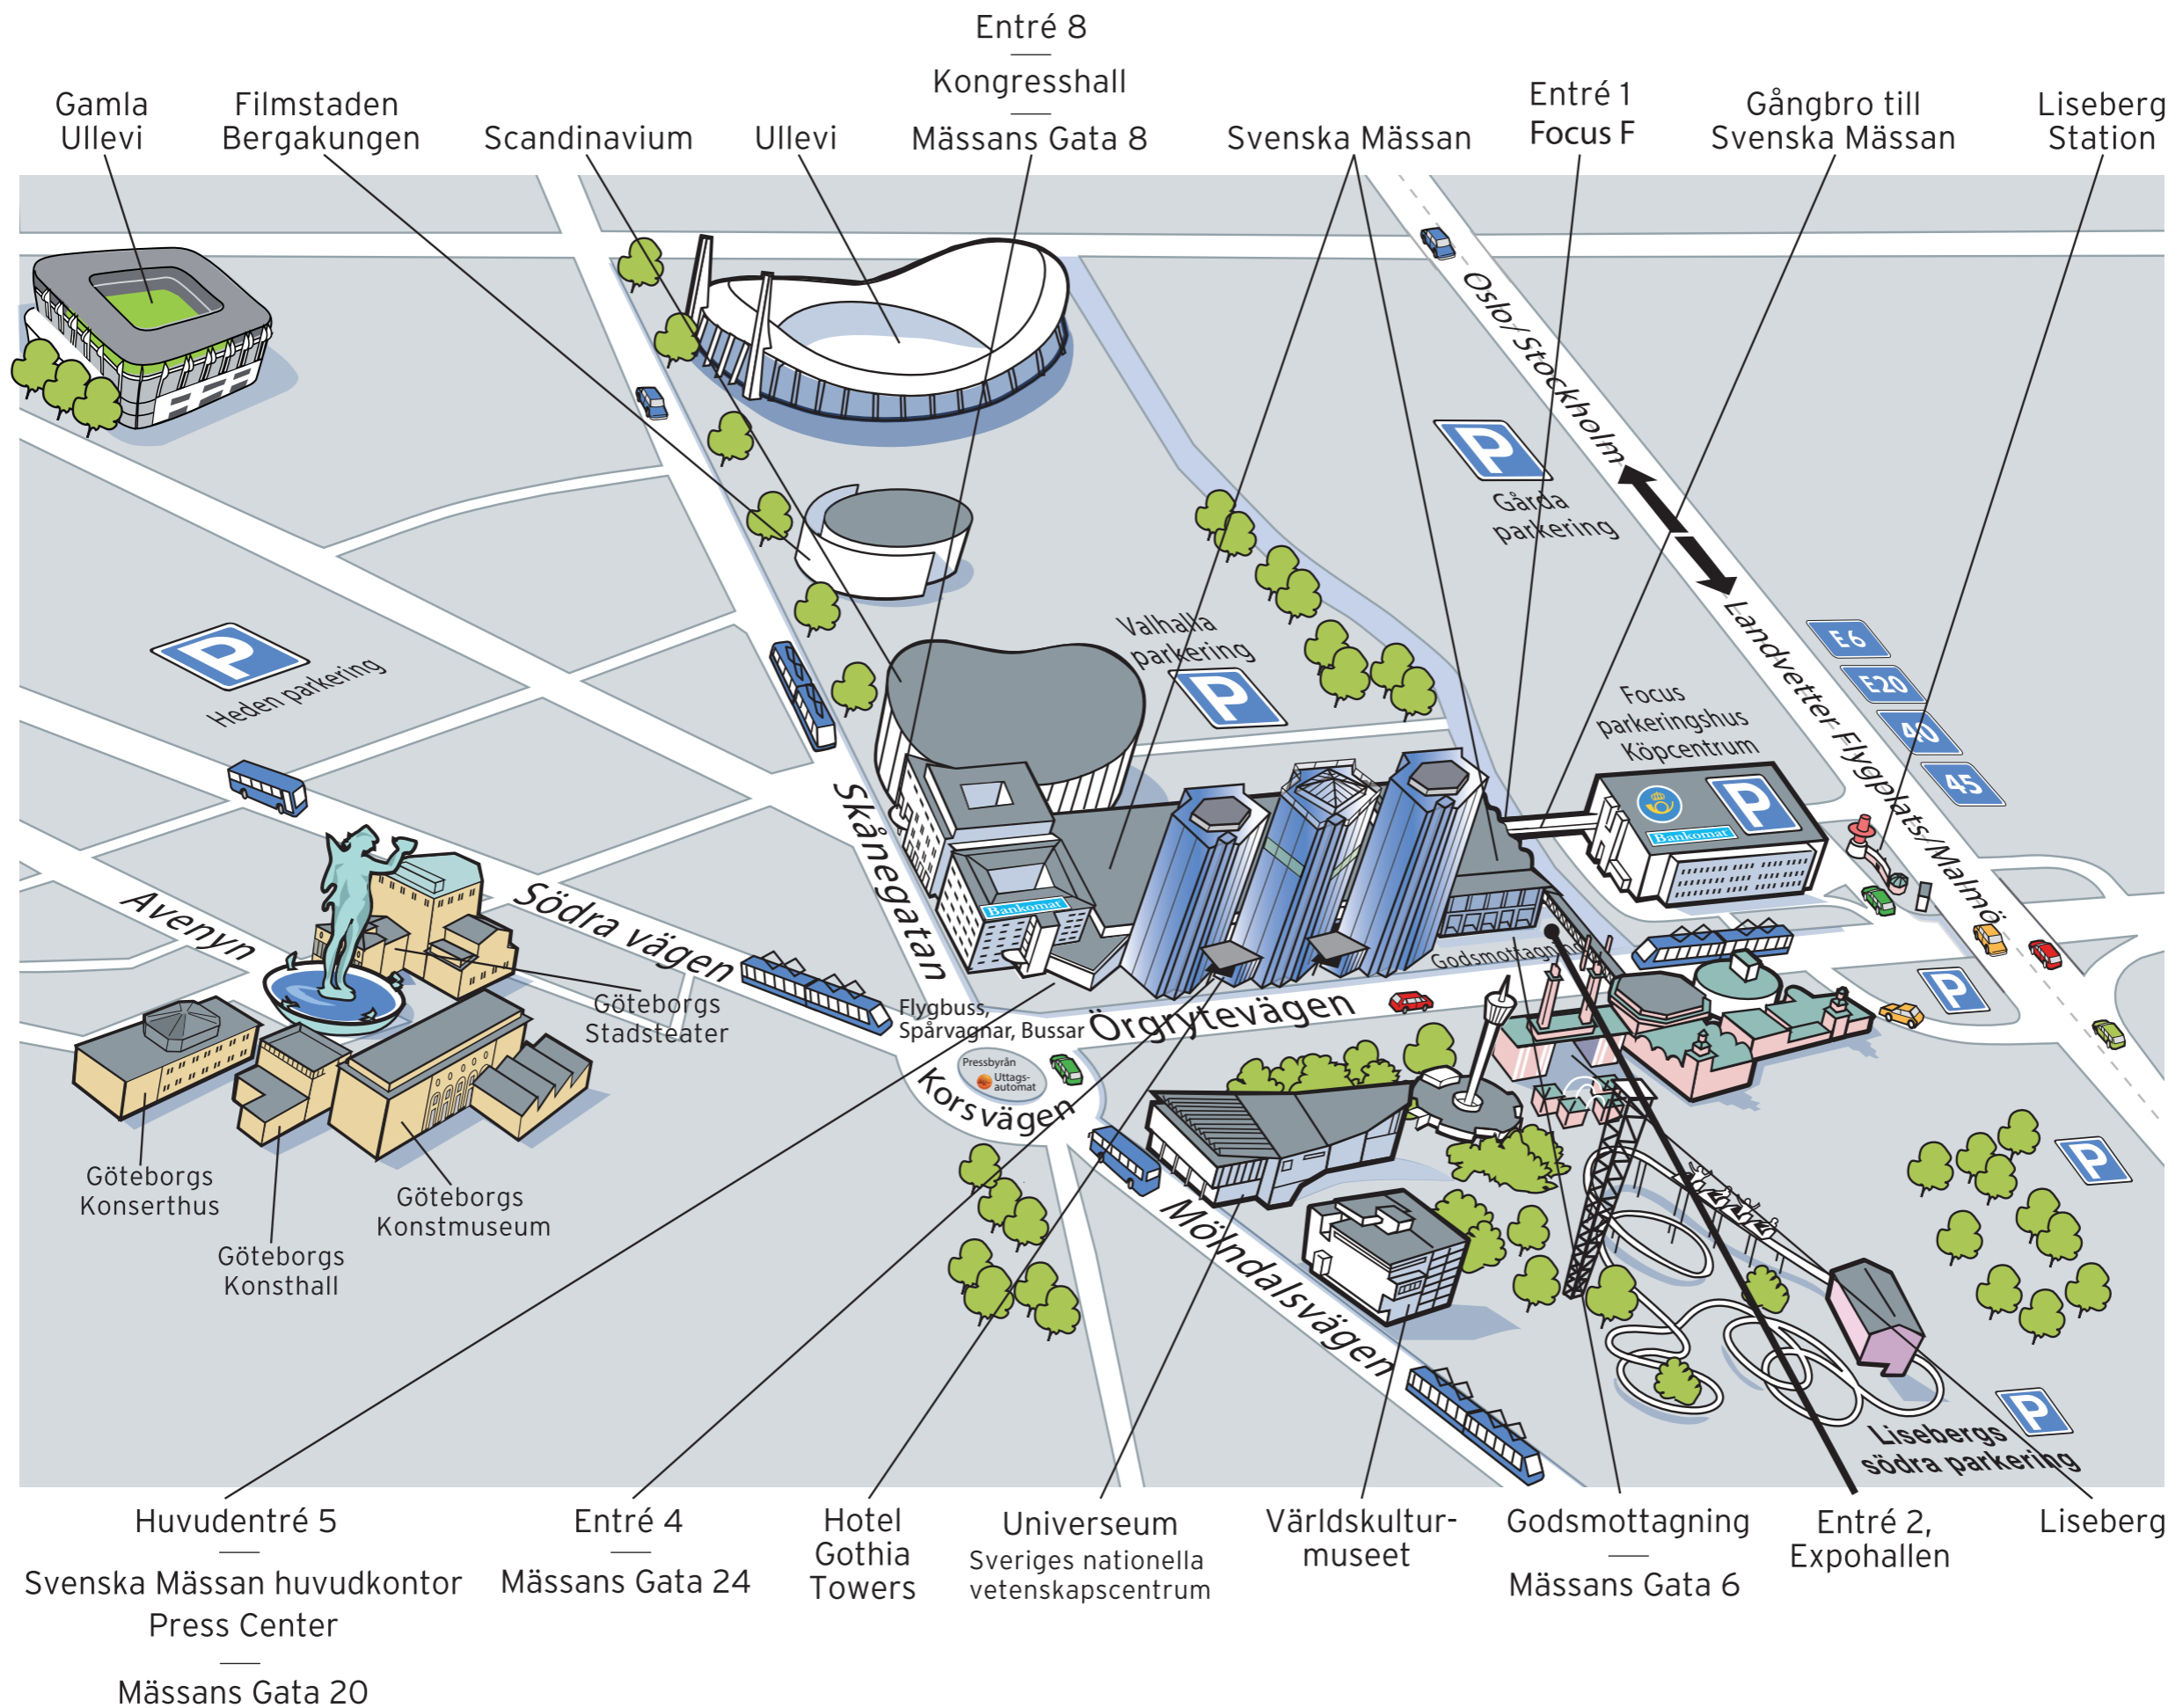 Entré 8
Kongresshall
Mässans Gata 8
Gamla
Ullevi
Filmstaden
Bergakungen
Scandinavium
Ullevi
Svenska Mässan
Entré 1
Focus F
Gångbro till
Svenska Mässan
Liseberg
Station
Oslo/Stockholm
P
Gårda
parkering
Landvetter Flygplats/Malmö
E6
E20
40
45
Valhalla
parkering
P
P
Heden parkering
Focus
parkeringshus
Köpcentrum
P
Bankomat
Skånegatan
Bankomat
Avenyn
Södra vägen
Godsmottagning
P
Göteborgs
Stadsteater
Flygbuss,
Spårvagnar, Bussar
Örgrytevägen
Pressbyrån
Uttags-
automat
Korsvägen
P
Göteborgs
Konserthus
Göteborgs
Konstmuseum
Göteborgs
Konsthall
Mölndalsvägen
P
Lisebergs
södra parkering
Huvudentré 5
Svenska Mässan huvudkontor
Press Center
Mässans Gata 20
Entré 4
Mässans Gata 24
Hotel
Gothia
Towers
Universeum
Sveriges nationella
vetenskapscentrum
Världskultur-
museet
Godsmottagning
Mässans Gata 6
Entré 2,
Expohallen
Liseberg